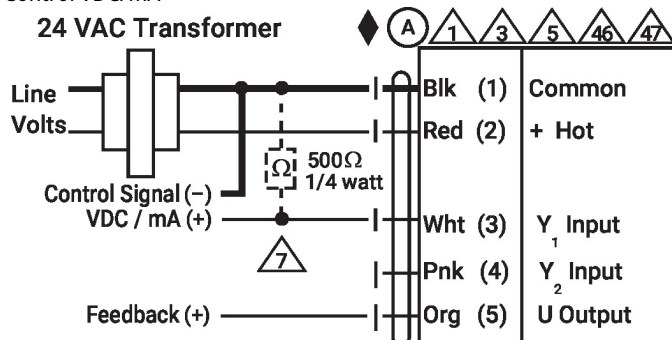 24 VAC Transformer
A 1 3 5 46 47
Line
Volts
Blk (1) Common
Red (2) + Hot
Ω 500Ω
1/4 watt
Control Signal (−)
VDC / mA (+)
Wht (3) Y1 Input
7
Pnk (4) Y2 Input
Feedback (+)
Org (5) U Output